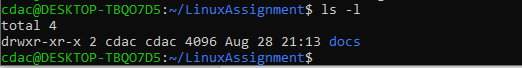 cdac@DESKTOP-TBQO7D5:~/LinuxAssignment$ ls -l
total 4
drwxr-xr-x 2 cdac cdac 4096 Aug 28 21:13 docs
cdac@DESKTOP-TBQO7D5:~/LinuxAssignment$